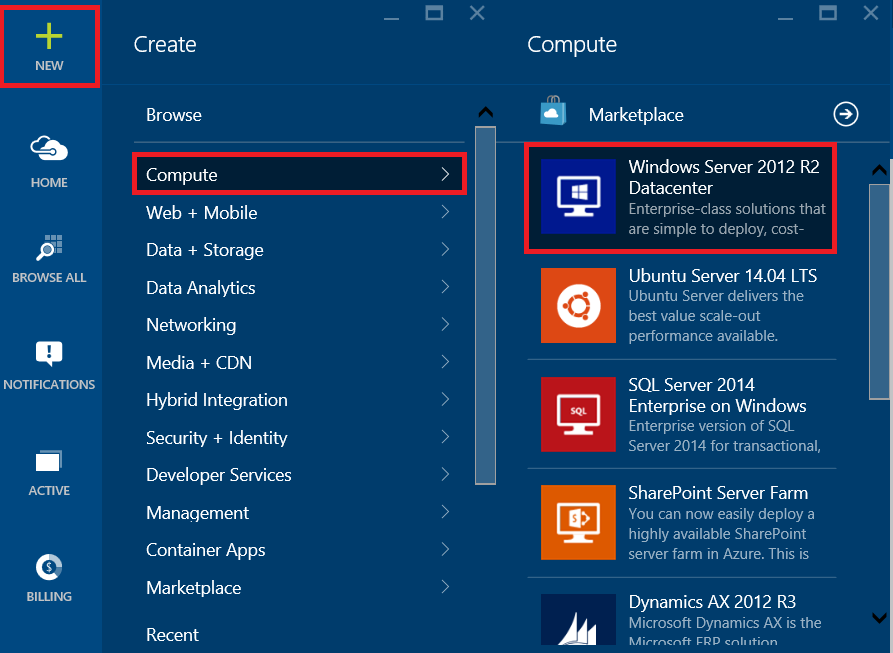 NEW
HOME
BROWSE ALL
NOTIFICATIONS
ACTIVE
BILLING
Create
Browse
Compute
Web + Mobile
Data + Storage
Data Analytics
Networking
Media + CDN
Hybrid Integration
Security + Identity
Developer Services
Management
Container Apps
Marketplace
Recent
Compute
Marketplace
Windows Server 2012 R2
Datacenter
Enterprise-class solutions that
are simple to deploy, cost-
Ubuntu Server 14.04 LTS
Ubuntu Server delivers the
best value scale-out
performance available.
SQL
SQL Server 2014
Enterprise on Windows
Enterprise version of SQL
Server 2014 for transactional,
SharePoint Server Farm
You can now easily deploy a
highly available SharePoint
server farm in Azure. This is
Dynamics AX 2012 R3
Microsoft Dynamics AX is the
Microsoft ERP solution